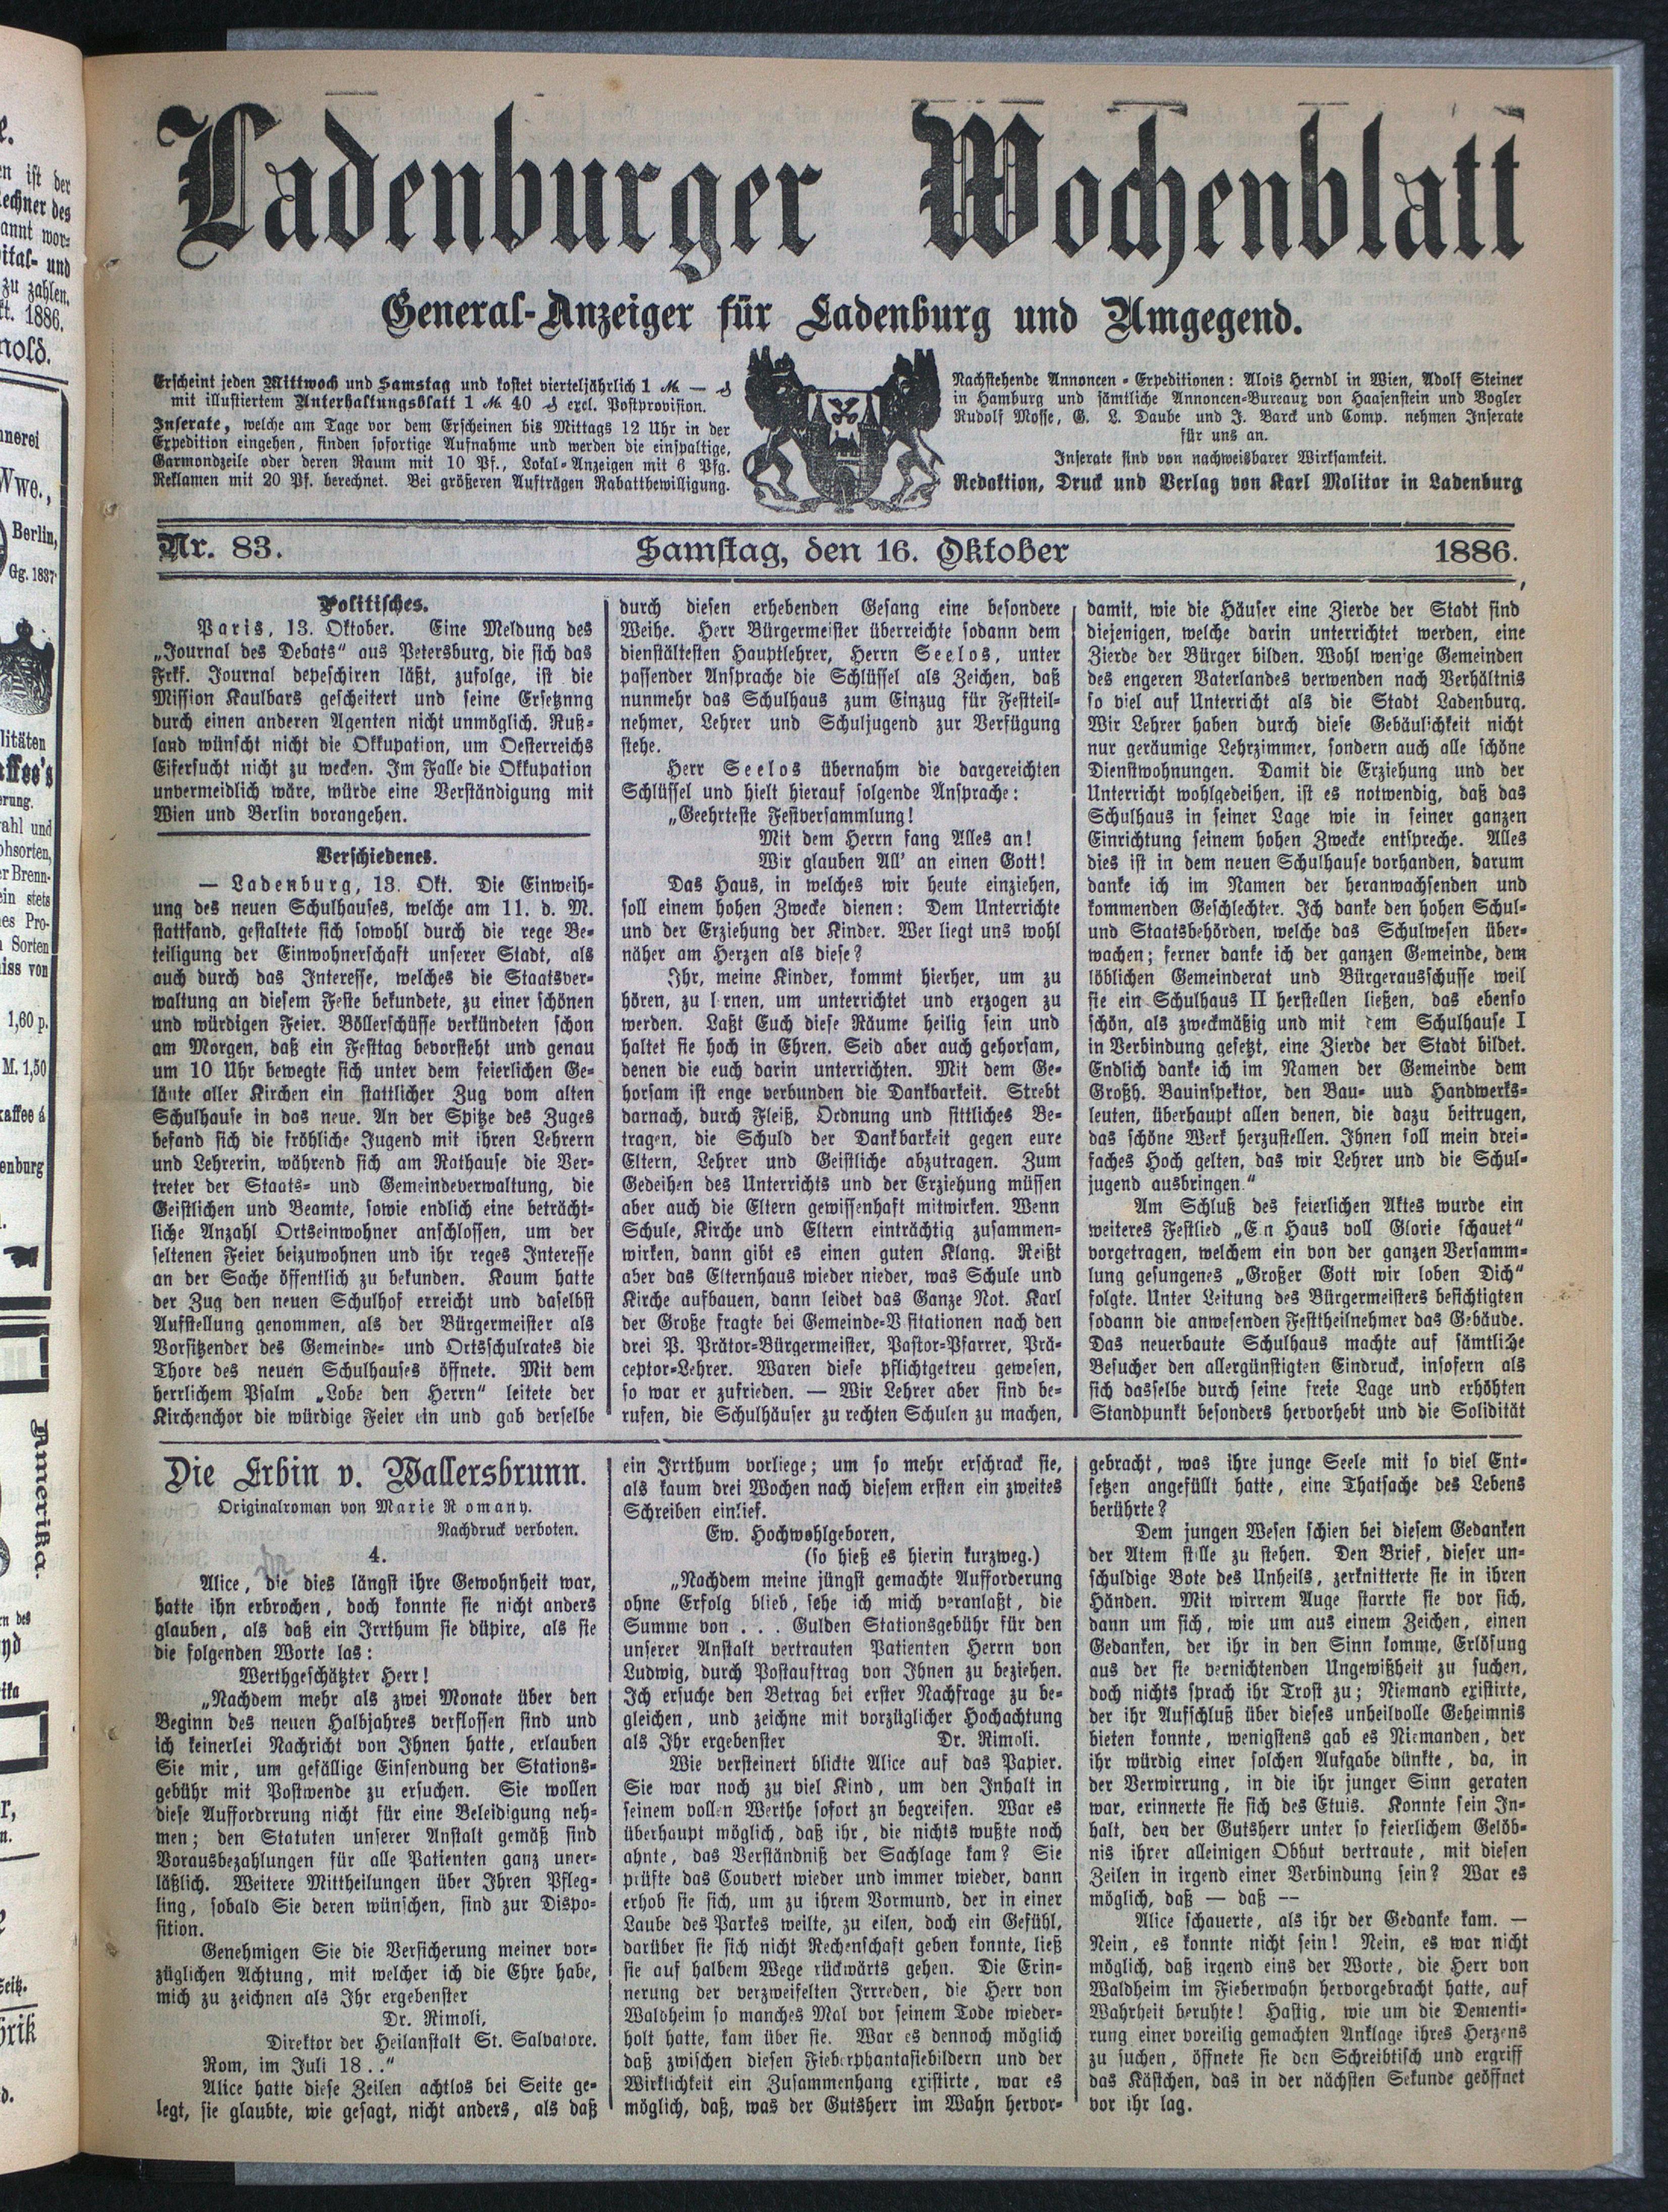 Ladenburger Wochenblatt
General-Anzeiger für Ladenburg und Umgegend.
Erscheint jeden Mittwoch und Samstag und kostet vierteljährlich 1 M. — ₰
mit illustiertem Unterhaltungsblatt 1 M. 40 ₰ excl. Postprovision.
Inserate, welche am Tage vor dem Erscheinen bis Mittags 12 Uhr in der
Expedition eingehen, finden sofortige Aufnahme und werden die einspaltige,
Garmondzeile oder deren Raum mit 10 Pf., Lokal-Anzeigen mit 6 Pfg.
Reklamen mit 20 Pf. berechnet. Bei größeren Aufträgen Rabattbewilligung.
Nachstehende Annoncen-Expeditionen: Alois Herndl in Wien, Adolf Steiner
in Hamburg und sämtliche Annoncen-Bureaux von Haasenstein und Vogler
Rudolf Mosse, G. L. Daube und J. Barck und Comp. nehmen Inserate
für uns an.
Inserate sind von nachweisbarer Wirksamkeit.
Redaktion, Druck und Verlag von Karl Molitor in Ladenburg
Nr. 83. Samstag, den 16. Oktober 1886.
Politisches.
Paris, 13. Oktober. Eine Meldung des
„Journal des Debats“ aus Petersburg, die sich das
Frkf. Journal depeschiren läßt, zufolge, ist die
Mission Kaulbars gescheitert und seine Ersetznng
durch einen anderen Agenten nicht unmöglich. Ruß-
land wünscht nicht die Okkupation, um Oesterreichs
Eifersucht nicht zu wecken. Im Falle die Okkupation
unvermeidlich wäre, würde eine Verständigung mit
Wien und Berlin vorangehen.
Verschiedenes.
— Ladenburg, 13. Okt. Die Einweih-
ung des neuen Schulhauses, welche am 11. d. M.
stattfand, gestaltete sich sowohl durch die rege Be-
teiligung der Einwohnerschaft unserer Stadt, als
auch durch das Interesse, welches die Staatsver-
waltung an diesem Feste bekundete, zu einer schönen
und würdigen Feier. Böllerschüsse verkündeten schon
am Morgen, daß ein Festtag bevorsteht und genau
um 10 Uhr bewegte sich unter dem feierlichen Ge-
läute aller Kirchen ein stattlicher Zug vom alten
Schulhause in das neue. An der Spitze des Zuges
befand sich die fröhliche Jugend mit ihren Lehrern
und Lehrerin, während sich am Rathause die Ver-
treter der Staats- und Gemeindeverwaltung, die
Geistlichen und Beamte, sowie endlich eine beträcht-
liche Anzahl Ortseinwohner anschlossen, um der
seltenen Feier beizuwohnen und ihr reges Interesse
an der Sache öffentlich zu bekunden. Kaum hatte
der Zug den neuen Schulhof erreicht und daselbst
Aufstellung genommen, als der Bürgermeister als
Vorsitzender des Gemeinde- und Ortsschulrates die
Thore des neuen Schulhauses öffnete. Mit dem
herrlichem Psalm „Lobe den Herrn“ leitete der
Kirchenchor die würdige Feier ein und gab derselbe
durch diesen erhebenden Gesang eine besondere
Weihe. Herr Bürgermeister überreichte sodann dem
dienstältesten Hauptlehrer, Herrn Seelos, unter
passender Ansprache die Schlüssel als Zeichen, daß
nunmehr das Schulhaus zum Einzug für Festteil-
nehmer, Lehrer und Schuljugend zur Verfügung
stehe.
Herr Seelos übernahm die dargereichten
Schlüssel und hielt hierauf folgende Ansprache:
„Geehrteste Festversammlung!
Mit dem Herrn fang Alles an!
Wir glauben All' an einen Gott!
Das Haus, in welches wir heute einziehen,
soll einem hohen Zwecke dienen: Dem Unterrichte
und der Erziehung der Kinder. Wer liegt uns wohl
näher am Herzen als diese?
Ihr, meine Kinder, kommt hierher, um zu
hören, zu l rnen, um unterrichtet und erzogen zu
werden. Laßt Euch diese Räume heilig sein und
haltet sie hoch in Ehren. Seid aber auch gehorsam,
denen die euch darin unterrichten. Mit dem Ge-
horsam ist enge verbunden die Dankbarkeit. Strebt
darnach, durch Fleiß, Ordnung und sittliches Be-
tragen, die Schuld der Dankbarkeit gegen eure
Eltern, Lehrer und Geistliche abzutragen. Zum
Gedeihen des Unterrichts und der Erziehung müssen
aber auch die Eltern gewissenhaft mitwirken. Wenn
Schule, Kirche und Eltern einträchtig zusammen-
wirken, dann gibt es einen guten Klang. Reißt
aber das Elternhaus wieder nieder, was Schule und
Kirche aufbauen, dann leidet das Ganze Not. Karl
der Große fragte bei Gemeinde-V sitationen nach den
drei P. Prätor-Bürgermeister, Pastor-Pfarrer, Prä-
ceptor-Lehrer. Waren diese pflichtgetreu gewesen,
so war er zufrieden. — Wir Lehrer aber sind be-
rufen, die Schulhäuser zu rechten Schulen zu machen,
damit, wie die Häuser eine Zierde der Stadt sind
diejenigen, welche darin unterrichtet werden, eine
Zierde der Bürger bilden. Wohl wenige Gemeinden
des engeren Vaterlandes verwenden nach Verhältnis
so viel auf Unterricht als die Stadt Ladenburg.
Wir Lehrer haben durch diese Gebäulichkeit nicht
nur geräumige Lehrzimmer, sondern auch alle schöne
Dienstwohnungen. Damit die Erziehung und der
Unterricht wohlgedeihen, ist es notwendig, daß das
Schulhaus in seiner Lage wie in seiner ganzen
Einrichtung seinem hohen Zwecke entspreche. Alles
dies ist in dem neuen Schulhause vorhanden, darum
danke ich im Namen der heranwachsenden und
kommenden Geschlechter. Ich danke den hohen Schul-
und Staatsbehörden, welche das Schulwesen über-
wachen; ferner danke ich der ganzen Gemeinde, dem
löblichen Gemeinderat und Bürgerausschusse weil
sie ein Schulhaus II herstellen ließen, das ebenso
schön, als zweckmäßig und mit dem Schulhause I
in Verbindung gesetzt, eine Zierde der Stadt bildet.
Endlich danke ich im Namen der Gemeinde dem
Großh. Bauinspektor, den Bau- uud Handwerks-
leuten, überhaupt allen denen, die dazu beitrugen,
das schöne Werk herzustellen. Ihnen soll mein drei-
faches Hoch gelten, das wir Lehrer und die Schul-
jugend ausbringen.“
Am Schluß des feierlichen Aktes wurde ein
weiteres Festlied „E n Haus voll Glorie schauet“
vorgetragen, welchem ein von der ganzen Versamm-
lung gesungenes „Großer Gott wir loben Dich“
folgte. Unter Leitung des Bürgermeisters besichtigten
sodann die anwesenden Festtheilnehmer das Gebäude.
Das neuerbaute Schulhaus machte auf sämtliche
Besucher den allergünstigten Eindruck, insofern als
sich dasselbe durch seine freie Lage und erhöhten
Standpunkt besonders hervorhebt und die Solidität
Die Erbin v. Wallersbrunn.
Originalroman von Marie Romany.
Nachdruck verboten.
4.
Alice, die dies längst ihre Gewohnheit war,
hatte ihn erbrochen, doch konnte sie nicht anders
glauben, als daß ein Irrthum sie düpire, als sie
die folgenden Worte las:
Werthgeschätzter Herr!
„Nachdem mehr als zwei Monate über den
Beginn des neuen Halbjahres verflossen sind und
ich keinerlei Nachricht von Ihnen hatte, erlauben
Sie mir, um gefällige Einsendung der Stations-
gebühr mit Postwende zu ersuchen. Sie wollen
diese Auffordrrung nicht für eine Beleidigung neh-
men; den Statuten unserer Anstalt gemäß sind
Vorausbezahlungen für alle Patienten ganz uner-
läßlich. Weitere Mittheilungen über Ihren Pfleg-
ling, sobald Sie deren wünschen, sind zur Dispo-
sition.
Genehmigen Sie die Versicherung meiner vor-
züglichen Achtung, mit welcher ich die Ehre habe,
mich zu zeichnen als Ihr ergebenster
Dr. Rimoli,
Direktor der Heilanstalt St. Salvatore.
Rom, im Juli 18 . .“
Alice hatte diese Zeilen achtlos bei Seite ge-
legt, sie glaubte, wie gesagt, nicht anders, als daß
ein Irrthum vorliege; um so mehr erschrack sie,
als kaum drei Wochen nach diesem ersten ein zweites
Schreiben einlief.
Ew. Hochwohlgeboren,
(so hieß es hierin kurzweg.)
„Nachdem meine jüngst gemachte Aufforderung
ohne Erfolg blieb, sehe ich mich veranlaßt, die
Summe von . . . Gulden Stationsgebühr für den
unserer Anstalt vertrauten Patienten Herrn von
Ludwig, durch Postauftrag von Ihnen zu beziehen.
Ich ersuche den Betrag bei erster Nachfrage zu be-
gleichen, und zeichne mit vorzüglicher Hochachtung
als Ihr ergebenster Dr. Rimoli.
Wie versteinert blickte Alice auf das Papier.
Sie war noch zu viel Kind, um den Inhalt in
seinem vollen Werthe sofort zn begreifen. War es
überhaupt möglich, daß ihr, die nichts wußte noch
ahnte, das Verständniß der Sachlage kam? Sie
prüfte das Couvert wieder und immer wieder, dann
erhob sie sich, um zu ihrem Vormund, der in einer
Laube des Parkes weilte, zu eilen, doch ein Gefühl,
darüber sie sich nicht Rechenschaft geben konnte, ließ
sie auf halbem Wege rückwärts gehen. Die Erin-
nerung der verzweifelten Irrreden, die Herr von
Waldheim so manches Mal vor seinem Tode wieder-
holt hatte, kam über sie. War es dennoch möglich
daß zwischen diesen Fieberphantasiebildern und der
Wirklichkeit ein Zusammenhang existirte, war es
möglich, daß, was der Gutsherr im Wahn hervor-
gebracht, was ihre junge Seele mit so viel Ent-
setzen angefüllt hatte, eine Thatsache des Lebens
berührte?
Dem jungen Wesen schien bei diesem Gedanken
der Atem stille zu stehen. Den Brief, dieser un-
schuldige Bote des Unheils, zerknitterte sie in ihren
Händen. Mit wirrem Auge starrte sie vor sich,
dann um sich, wie um aus einem Zeichen, einen
Gedanken, der ihr in den Sinn komme, Erlösung
aus der sie vernichtenden Ungewißheit zu suchen,
doch nichts sprach ihr Trost zu; Niemand existirte,
der ihr Aufschluß über dieses unheilvolle Geheimnis
bieten konnte, wenigstens gab es Niemanden, der
ihr würdig einer solchen Aufgabe dünkte, da, in
der Verwirrung, in die ihr junger Sinn geraten
war, erinnerte sie sich des Etuis. Konnte sein In-
halt, den der Gutsherr unter so feierlichem Gelöb-
nis ihrer alleinigen Obhut vertraute, mit diesen
Zeilen in irgend einer Verbindung sein? War es
möglich, daß — daß --
Alice schauerte, als ihr der Gedanke kam. —
Nein, es konnte nicht sein! Nein, es war nicht
möglich, daß irgend eins der Worte, die Herr von
Waldheim im Fieberwahn hervorgebracht hatte, auf
Wahrheit beruhte! Hastig, wie um die Dementi-
rung einer voreilig gemachten Anklage ihres Herzens
zu suchen, öffnete sie den Schreibtisch und ergriff
das Kästchen, das in der nächsten Sekunde geöffnet
vor ihr lag.